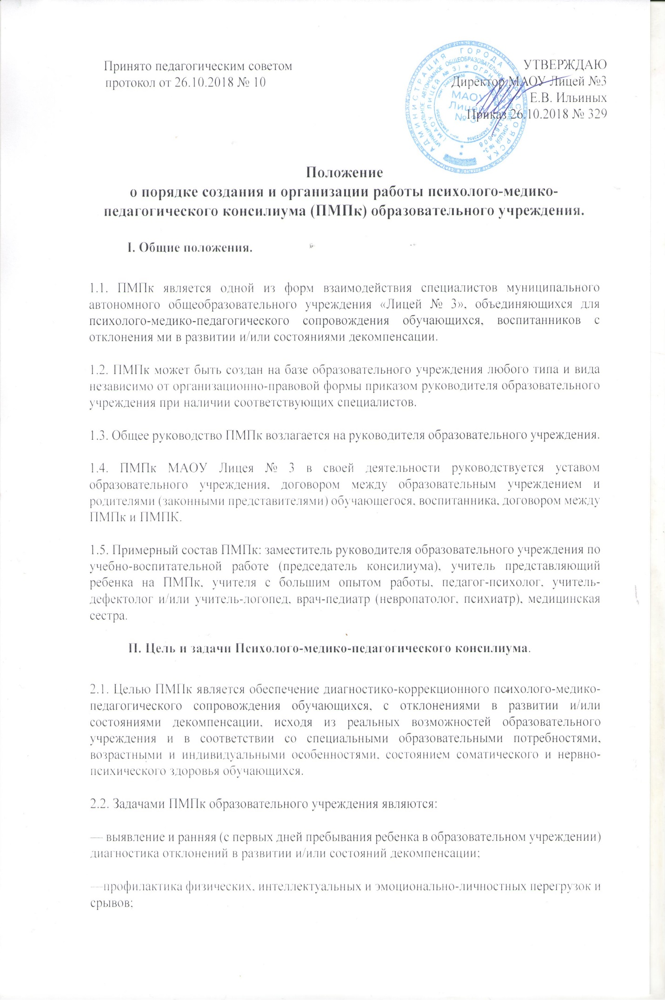 Принято педагогическим советом
протокол от 26.10.2018 № 10
УТВЕРЖДАЮ
Директор МАОУ Лицей №3
Е.В. Ильиных
Приказ 26.10.2018 № 329
АДМИНИСТРАЦИЯ ГОРОДА КРАСНОЯРСКА
МУНИЦИПАЛЬНОЕ АВТОНОМНОЕ ОБЩЕОБРАЗОВАТЕЛЬНОЕ УЧРЕЖДЕНИЕ «ЛИЦЕЙ № 3»
(МАОУ ЛИЦЕЙ № 3) * ОГРН
МАОУ
Лицей
№ 3
Положение
о порядке создания и организации работы психолого-медико-
педагогического консилиума (ПМПк) образовательного учреждения.
I. Общие положения.
1.1. ПМПк является одной из форм взаимодействия специалистов муниципального
автономного общеобразовательного учреждения «Лицей № 3», объединяющихся для
психолого-медико-педагогического сопровождения обучающихся, воспитанников с
отклонения ми в развитии и/или состояниями декомпенсации.
1.2. ПМПк может быть создан на базе образовательного учреждения любого типа и вида
независимо от организационно-правовой формы приказом руководителя образовательного
учреждения при наличии соответствующих специалистов.
1.3. Общее руководство ПМПк возлагается на руководителя образовательного учреждения.
1.4. ПМПк МАОУ Лицея № 3 в своей деятельности руководствуется уставом
образовательного учреждения, договором между образовательным учреждением и
родителями (законными представителями) обучающегося, воспитанника, договором между
ПМПк и ПМПК.
1.5. Примерный состав ПМПк: заместитель руководителя образовательного учреждения по
учебно-воспитательной работе (председатель консилиума), учитель представляющий
ребенка на ПМПк, учителя с большим опытом работы, педагог-психолог, учитель-
дефектолог и/или учитель-логопед, врач-педиатр (невропатолог, психиатр), медицинская
сестра.
П. Цель и задачи Психолого-медико-педагогического консилиума.
2.1. Целью ПМПк является обеспечение диагностико-коррекционного психолого-медико-
педагогического сопровождения обучающихся, с отклонениями в развитии и/или
состояниями декомпенсации, исходя из реальных возможностей образовательного
учреждения и в соответствии со специальными образовательными потребностями,
возрастными и индивидуальными особенностями, состоянием соматического и нервно-
психического здоровья обучающихся.
2.2. Задачами ПМПк образовательного учреждения являются:
— выявление и ранняя (с первых дней пребывания ребенка в образовательном учреждении)
диагностика отклонений в развитии и/или состояний декомпенсации;
—профилактика физических, интеллектуальных и эмоционально-личностных перегрузок и
срывов;